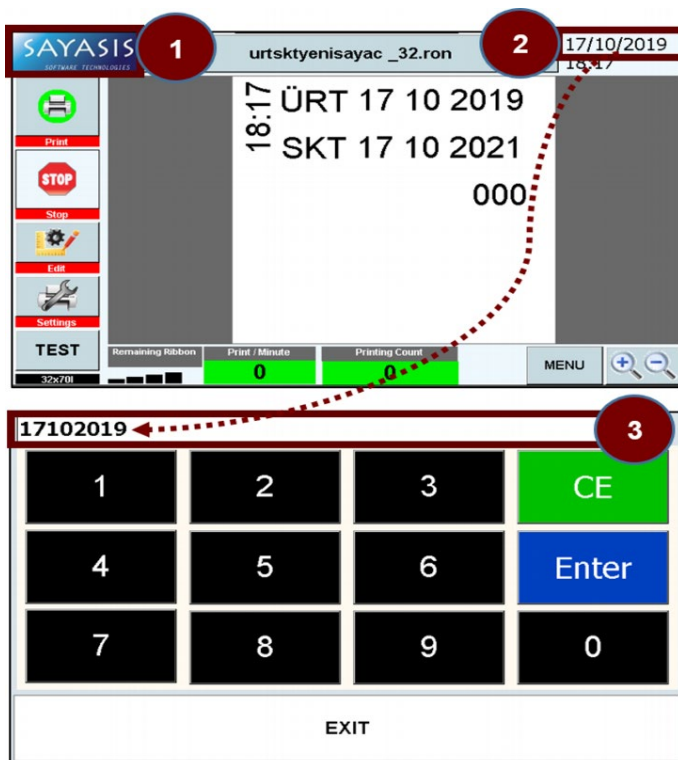 SAYASIS
SOFTWARE TECHNOLOGIES
1
urtsktyenisayac _32.ron
2
17/10/2019
18:17
Print
STOP
Stop
Edit
Settings
TEST
32x70l
18:17
ÜRT 17 10 2019
SKT 17 10 2021
000
Remaining Ribbon
Print / Minute
0
Printing Count
0
MENU
17102019
3
1 2 3 CE
4 5 6 Enter
7 8 9 0
EXIT